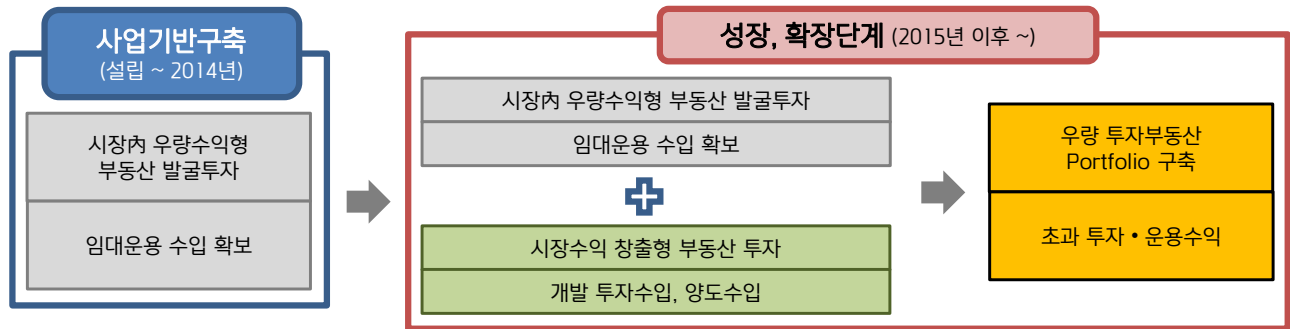 사업기반구축
(설립 ~ 2014년)
시장內 우량수익형
부동산 발굴투자
임대운용 수입 확보
성장, 확장단계 (2015년 이후 ~)
시장內 우량수익형 부동산 발굴투자
임대운용 수입 확보
시장수익 창출형 부동산 투자
개발 투자수입, 양도수입
우량 투자부동산
Portfolio 구축
초과 투자 • 운용수익